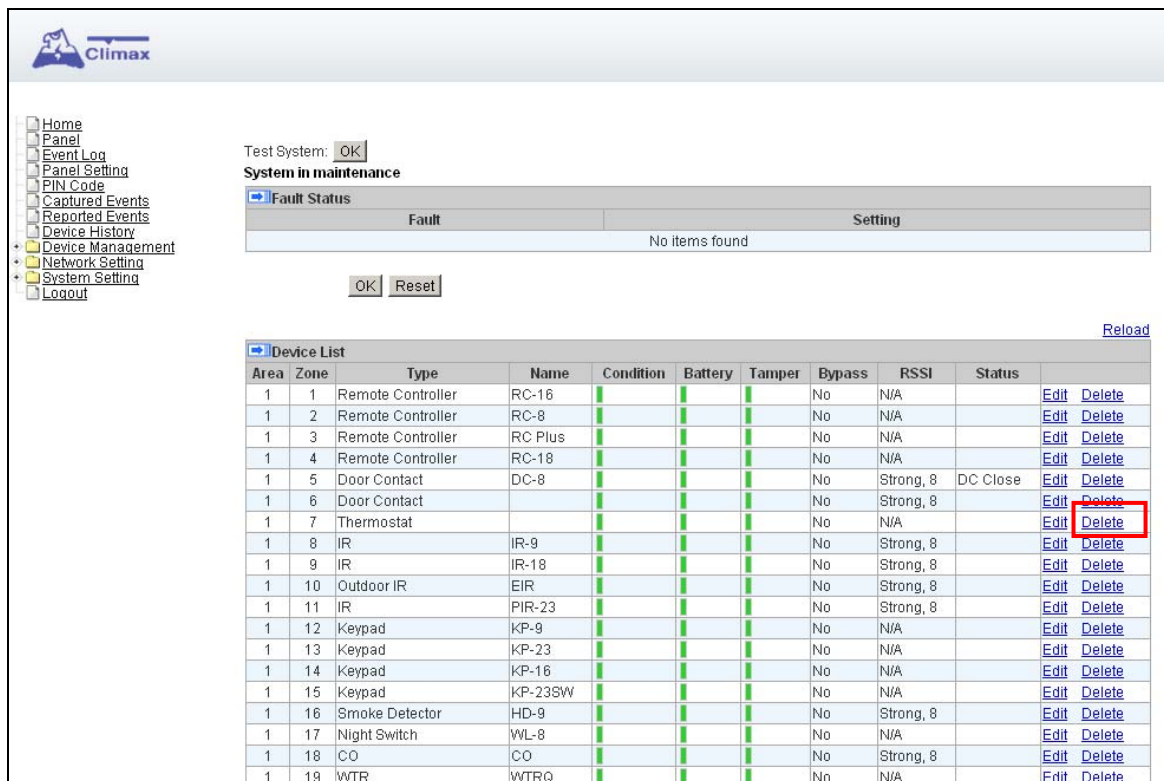 Climax
Home
Panel
Event Log
Panel Setting
PIN Code
Captured Events
Reported Events
Device History
Device Management
Network Setting
System Setting
Logout
Test System: OK
System in maintenance
Fault Status
Fault Setting
No items found
OK Reset
Reload
Device List
Area Zone Type Name Condition Battery Tamper Bypass RSSI Status
1 1 Remote Controller RC-16 No N/A Edit Delete
1 2 Remote Controller RC-8 No N/A Edit Delete
1 3 Remote Controller RC Plus No N/A Edit Delete
1 4 Remote Controller RC-18 No N/A Edit Delete
1 5 Door Contact DC-8 No Strong, 8 DC Close Edit Delete
1 6 Door Contact No Strong, 8 Edit Delete
1 7 Thermostat No N/A Edit Delete
1 8 IR IR-9 No Strong, 8 Edit Delete
1 9 IR IR-18 No Strong, 8 Edit Delete
1 10 Outdoor IR EIR No Strong, 8 Edit Delete
1 11 IR PIR-23 No Strong, 8 Edit Delete
1 12 Keypad KP-9 No N/A Edit Delete
1 13 Keypad KP-23 No N/A Edit Delete
1 14 Keypad KP-16 No N/A Edit Delete
1 15 Keypad KP-23SW No N/A Edit Delete
1 16 Smoke Detector HD-9 No Strong, 8 Edit Delete
1 17 Night Switch WL-8 No N/A Edit Delete
1 18 CO CO No Strong, 8 Edit Delete
1 19 WTR WTRQ No N/A Edit Delete